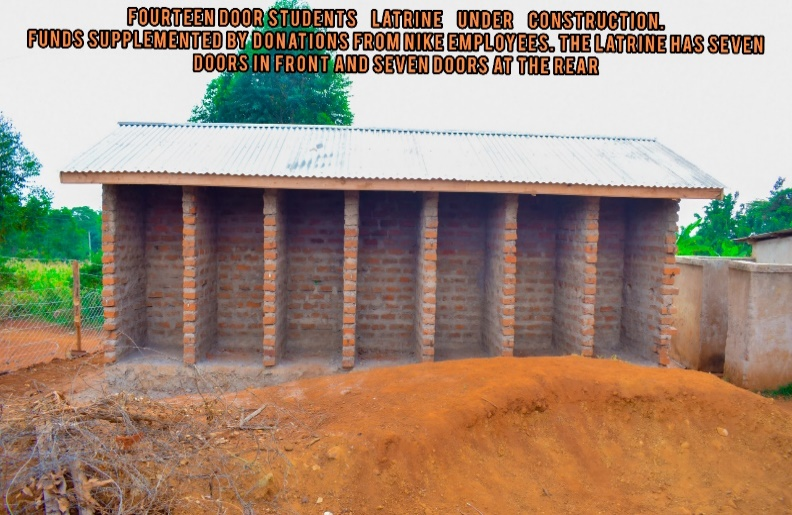 FOURTEEN DOOR STUDENTS LATRINE UNDER CONSTRUCTION.
FUNDS SUPPLEMENTED BY DONATIONS FROM NIKE EMPLOYEES. THE LATRINE HAS SEVEN
DOORS IN FRONT AND SEVEN DOORS AT THE REAR